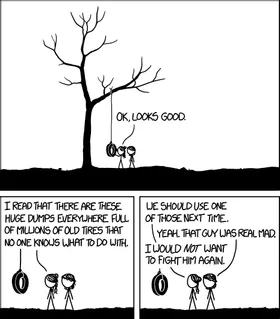 OK, LOOKS GOOD.
I READ THAT THERE ARE THESE
HUGE DUMPS EVERYWHERE FULL
OF MILLIONS OF OLD TIRES THAT
NO ONE KNOWS WHAT TO DO WITH.
WE SHOULD USE ONE
OF THOSE NEXT TIME.
YEAH. THAT GUY WAS REAL MAD.
I WOULD NOT WANT
TO FIGHT HIM AGAIN.